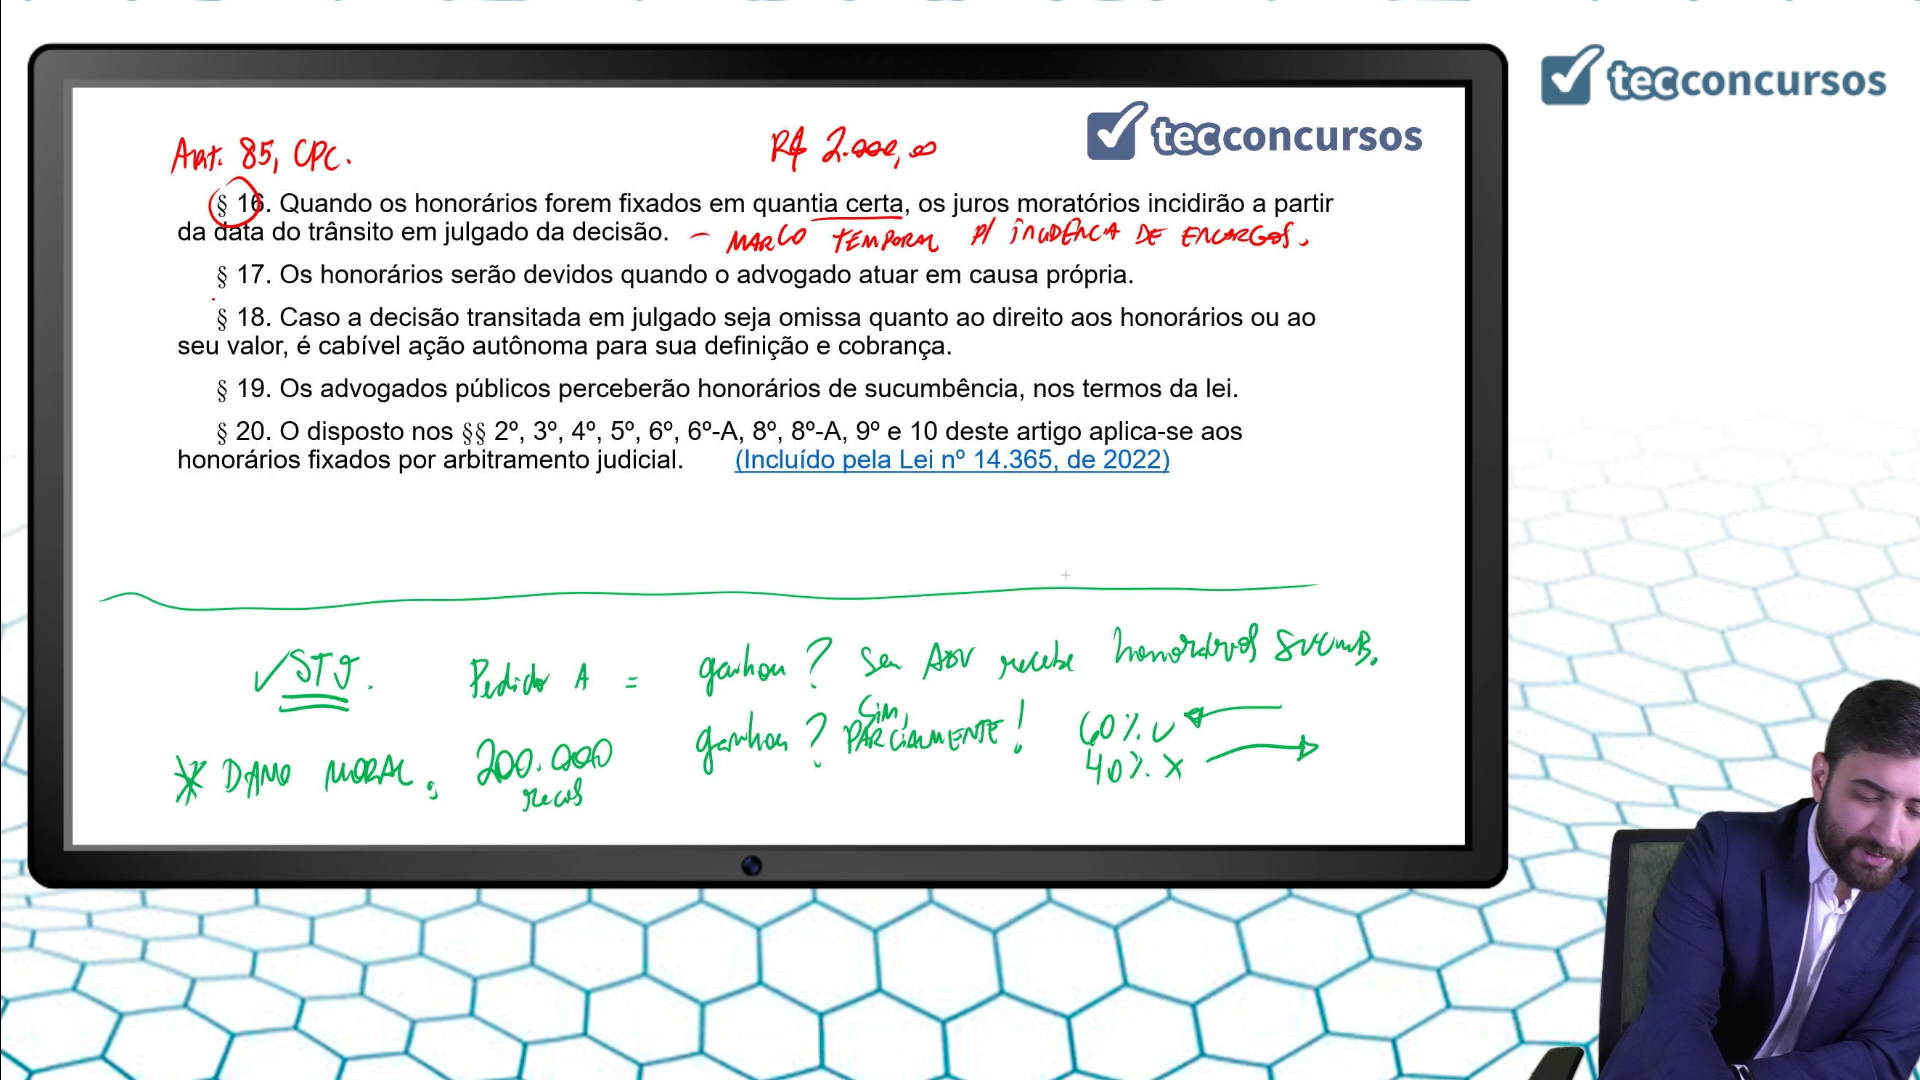 tecconcursos
tecconcursos
Art. 85, CPC. R$ 2.000,00
§ 16. Quando os honorários forem fixados em quantia certa, os juros moratórios incidirão a partir
da data do trânsito em julgado da decisão. - MARCO TEMPORAL P/ INCIDÊNCIA DE ENCARGOS.
§ 17. Os honorários serão devidos quando o advogado atuar em causa própria.
§ 18. Caso a decisão transitada em julgado seja omissa quanto ao direito aos honorários ou ao
seu valor, é cabível ação autônoma para sua definição e cobrança.
§ 19. Os advogados públicos perceberão honorários de sucumbência, nos termos da lei.
§ 20. O disposto nos §§ 2º, 3º, 4º, 5º, 6º, 6º-A, 8º, 8º-A, 9º e 10 deste artigo aplica-se aos
honorários fixados por arbitramento judicial. (Incluído pela Lei nº 14.365, de 2022)
✓STJ. Pedido A = ganhou? Seu ADV recebe honorários SUCUMB.
ganhou? SIM, PARCIALMENTE! 60% ✓
40% X
* DANO MORAL: 200.000
reais